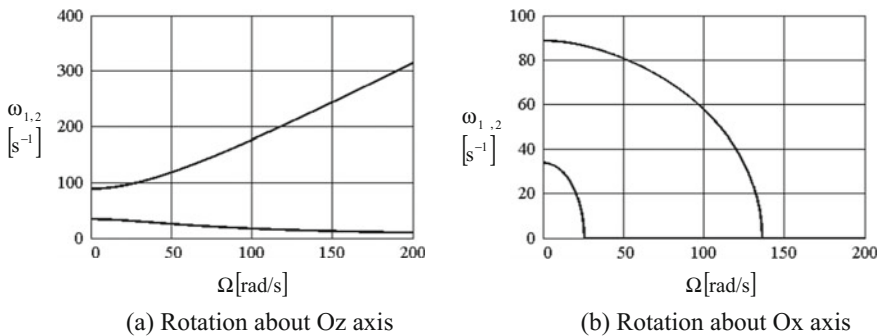 400
300
200
100
0
ω1,2
[s⁻¹]
0 50 100 150 200
Ω[rad/s]
(a) Rotation about Oz axis
100
80
60
40
20
0
ω1,2
[s⁻¹]
0 50 100 150 200
Ω[rad/s]
(b) Rotation about Ox axis